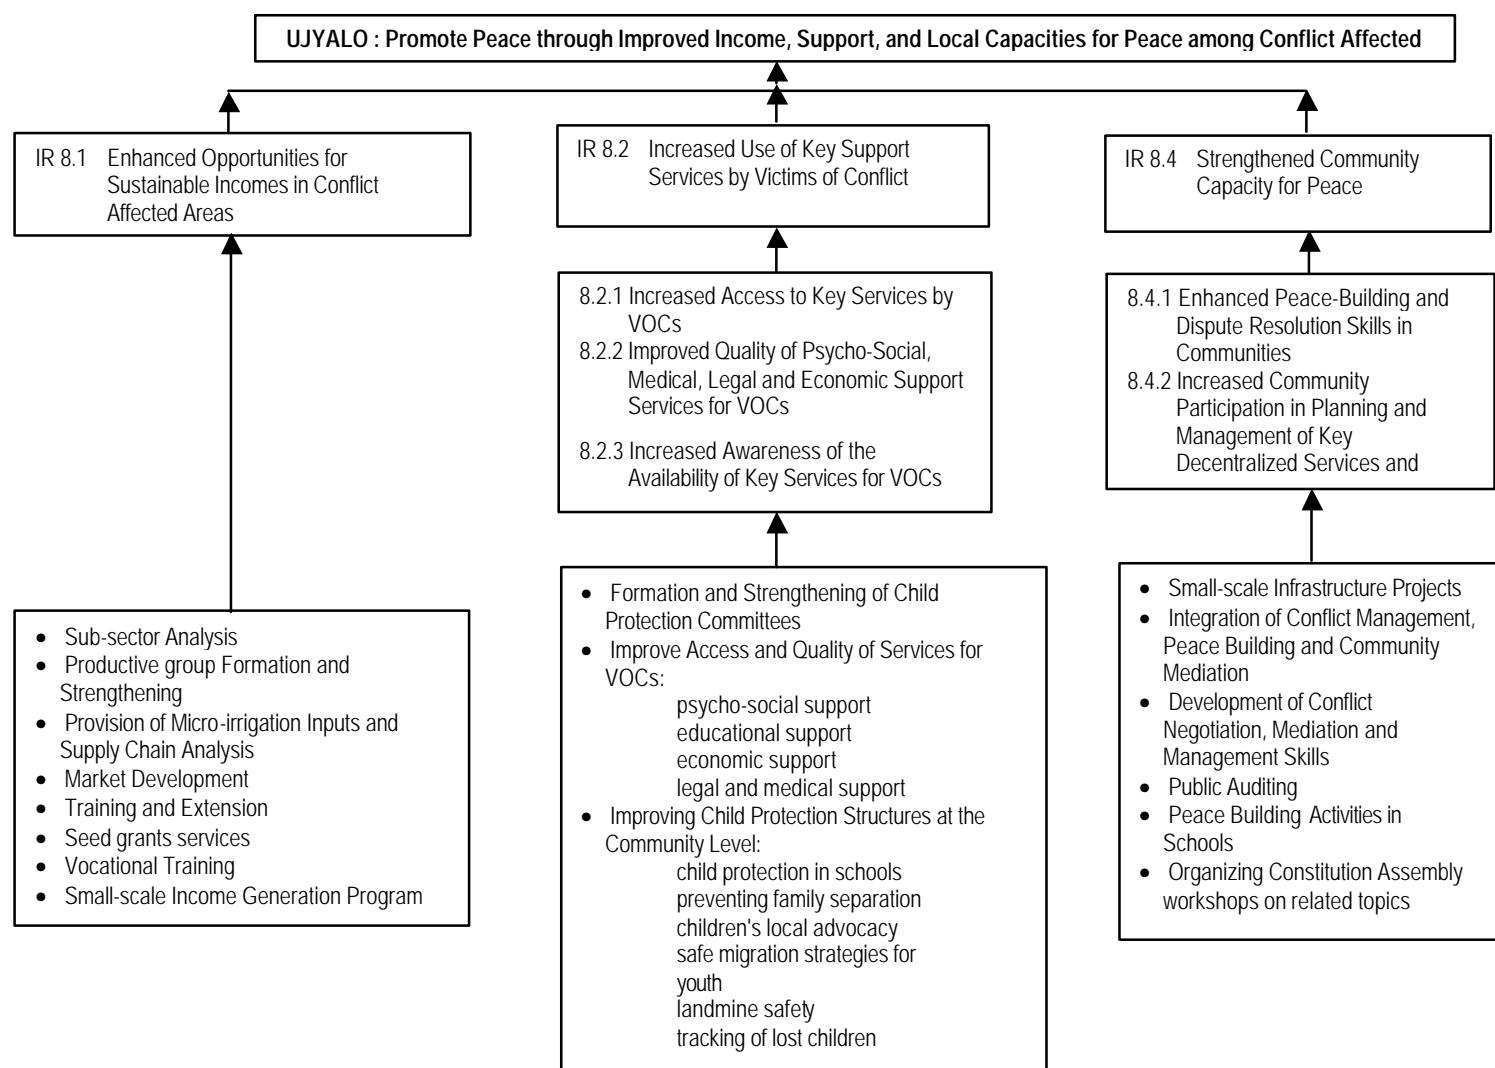 UJYALO : Promote Peace through Improved Income, Support, and Local Capacities for Peace among Conflict Affected
IR 8.1 Enhanced Opportunities for
Sustainable Incomes in Conflict
Affected Areas
IR 8.2 Increased Use of Key Support
Services by Victims of Conflict
IR 8.4 Strengthened Community
Capacity for Peace
8.2.1 Increased Access to Key Services by
VOCs
8.2.2 Improved Quality of Psycho-Social,
Medical, Legal and Economic Support
Services for VOCs
8.2.3 Increased Awareness of the
Availability of Key Services for VOCs
8.4.1 Enhanced Peace-Building and
Dispute Resolution Skills in
Communities
8.4.2 Increased Community
Participation in Planning and
Management of Key
Decentralized Services and
• Sub-sector Analysis
• Productive group Formation and
Strengthening
• Provision of Micro-irrigation Inputs and
Supply Chain Analysis
• Market Development
• Training and Extension
• Seed grants services
• Vocational Training
• Small-scale Income Generation Program
• Formation and Strengthening of Child
Protection Committees
• Improve Access and Quality of Services for
VOCs:
psycho-social support
educational support
economic support
legal and medical support
• Improving Child Protection Structures at the
Community Level:
child protection in schools
preventing family separation
children's local advocacy
safe migration strategies for
youth
landmine safety
tracking of lost children
• Small-scale Infrastructure Projects
• Integration of Conflict Management,
Peace Building and Community
Mediation
• Development of Conflict
Negotiation, Mediation and
Management Skills
• Public Auditing
• Peace Building Activities in
Schools
• Organizing Constitution Assembly
workshops on related topics